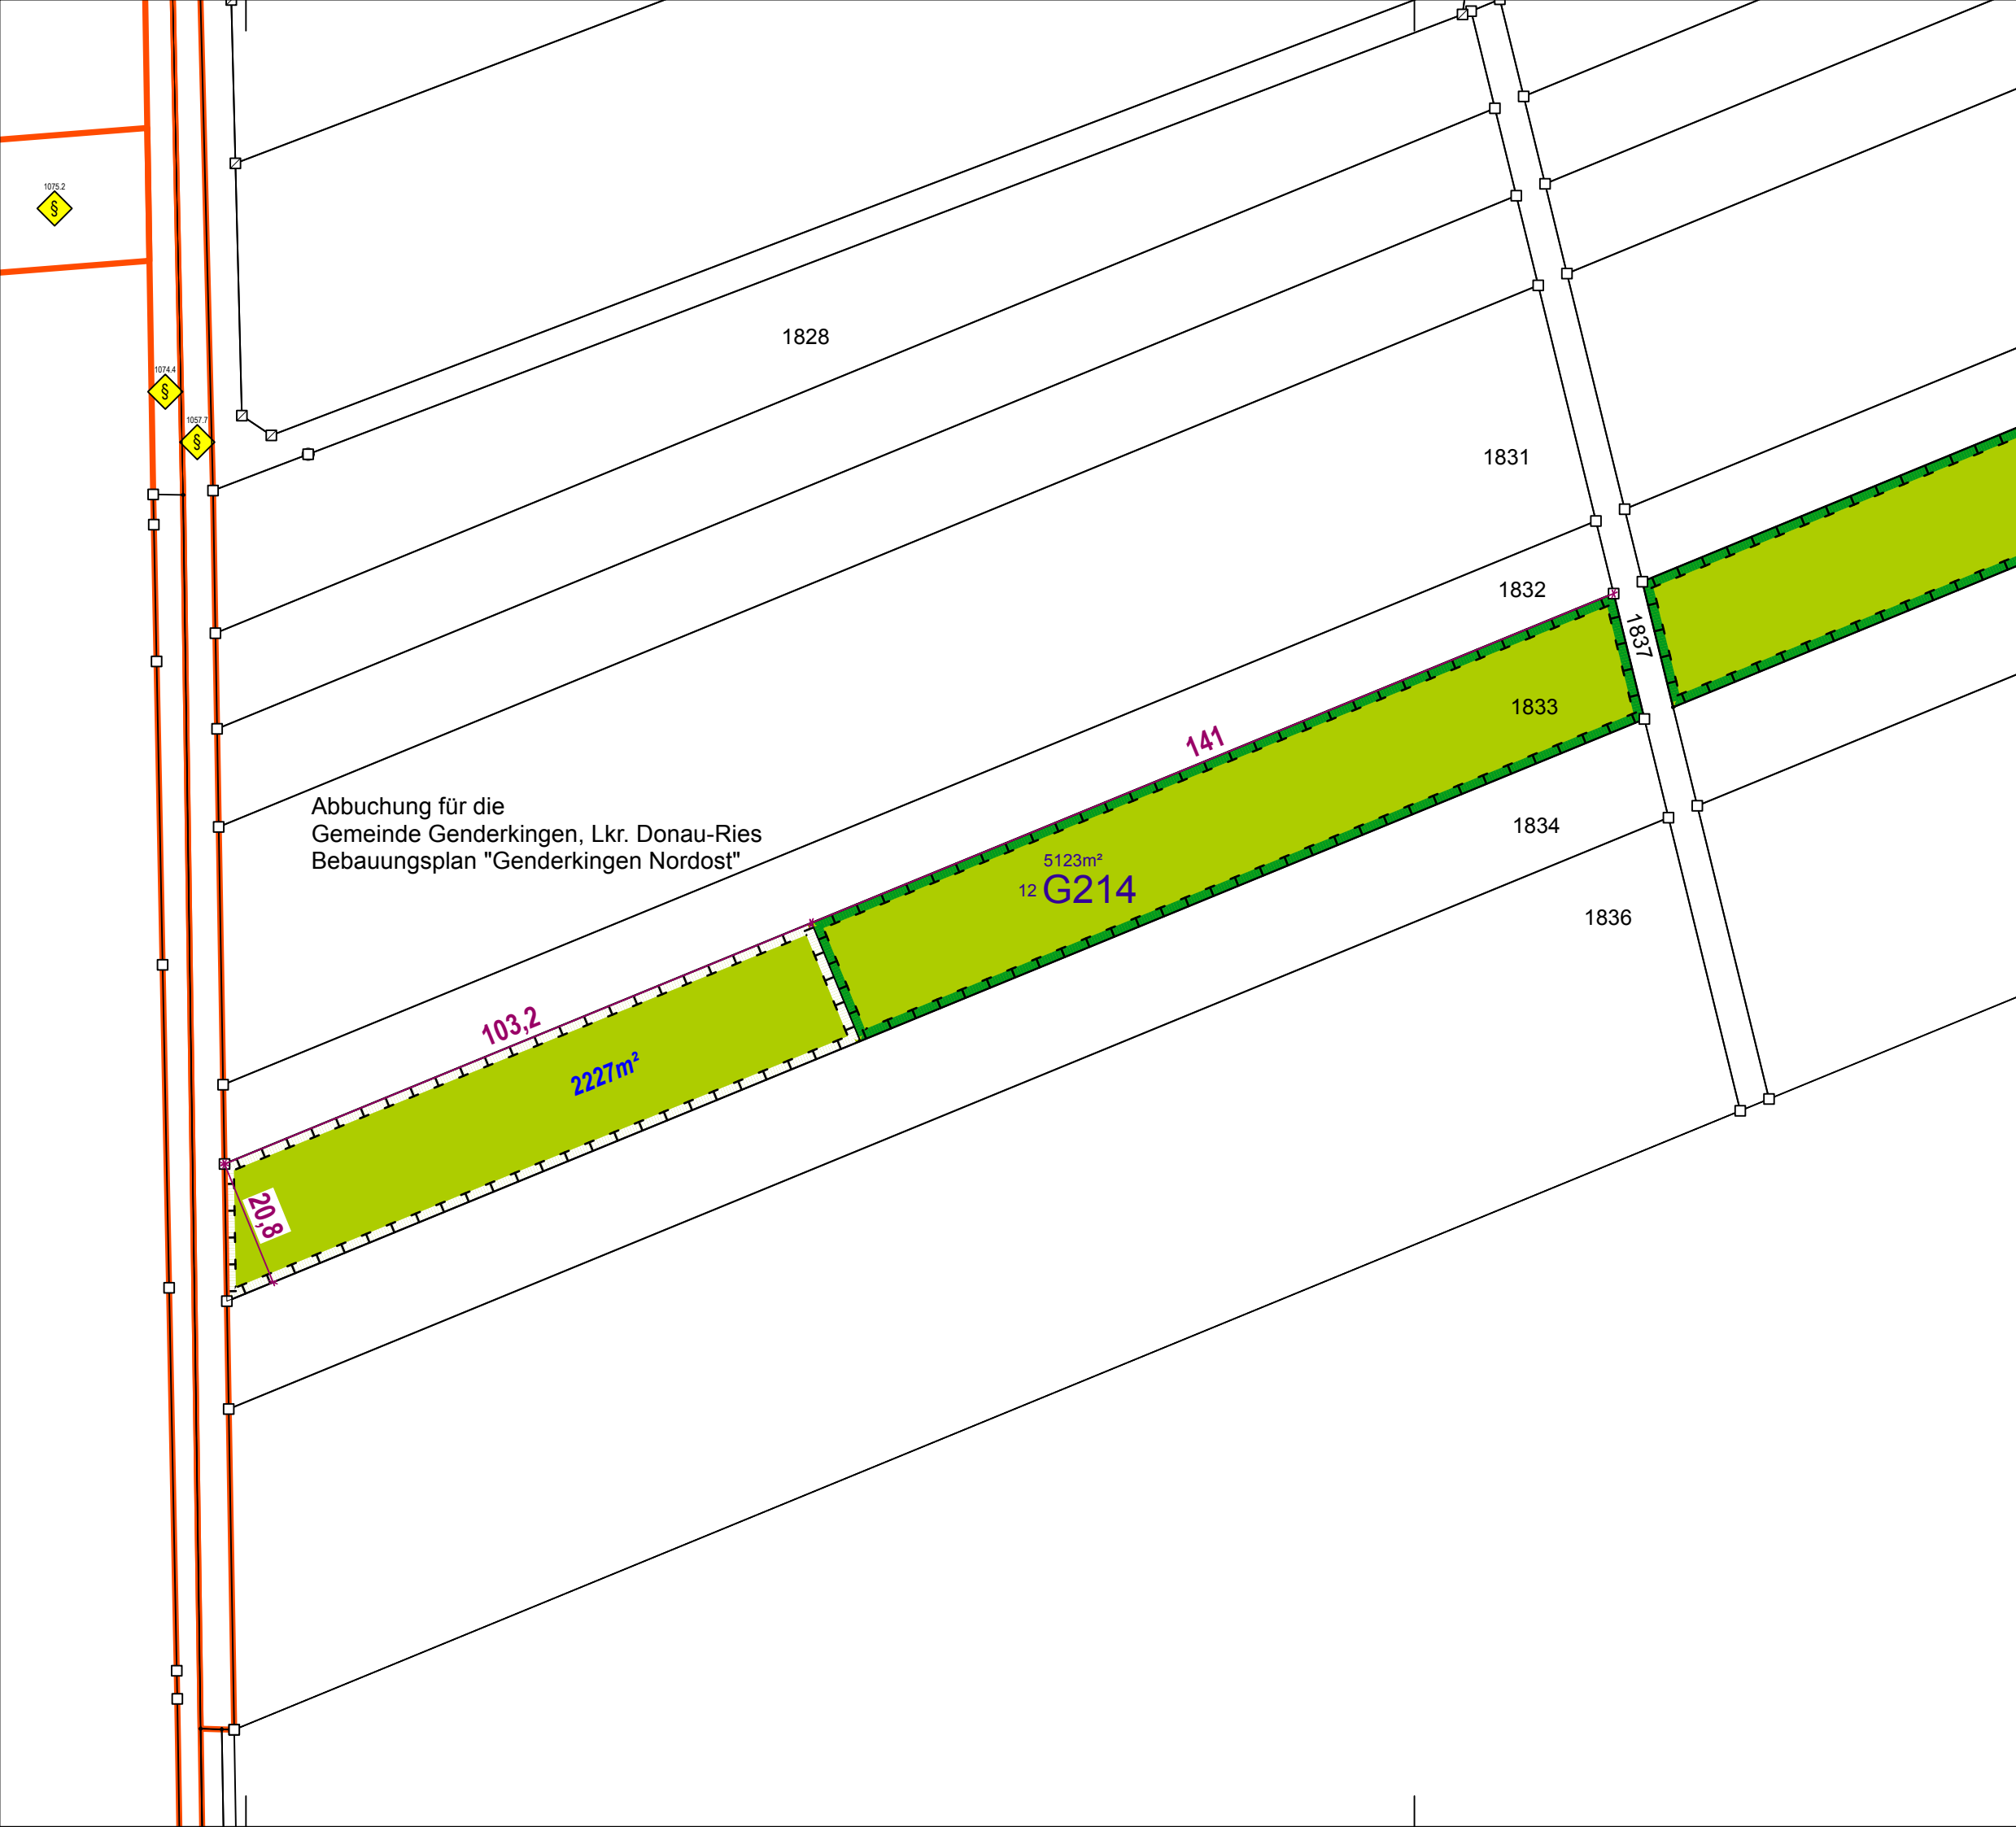 1075.2
§
1828
1074.4
§
1057.7
§
1831
1832
1837
1833
141
Abbuchung für die
Gemeinde Genderkingen, Lkr. Donau-Ries
Bebauungsplan "Genderkingen Nordost"
1834
5123m²
12 G214
1836
103,2
2227m²
20,8